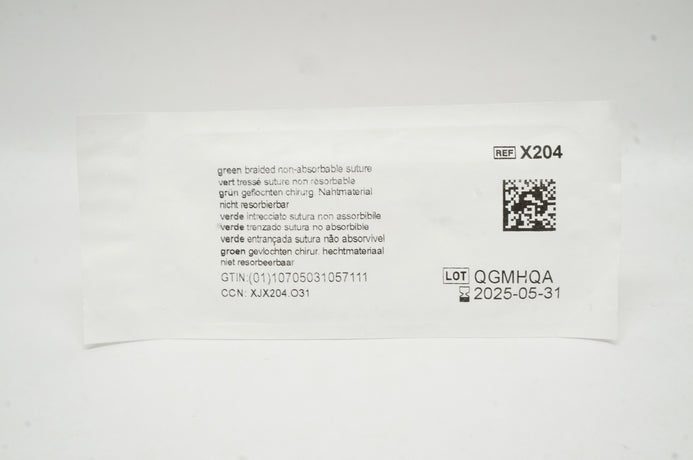 green braided non-absorbable suture
vert tressé suture non résorbable
grün geflochten chirurg. Nahtmaterial
nicht resorbierbar
verde intrecciato sutura non assorbibile
verde trenzado sutura no absorbible
verde entrançada sutura não absorvível
groen gevlochten chirur. hechtmateriaal
niet resorbeerbaar
GTIN:(01)10705031057111
CCN: XJX204.O31
REF X204
LOT QGMHQA
2025-05-31